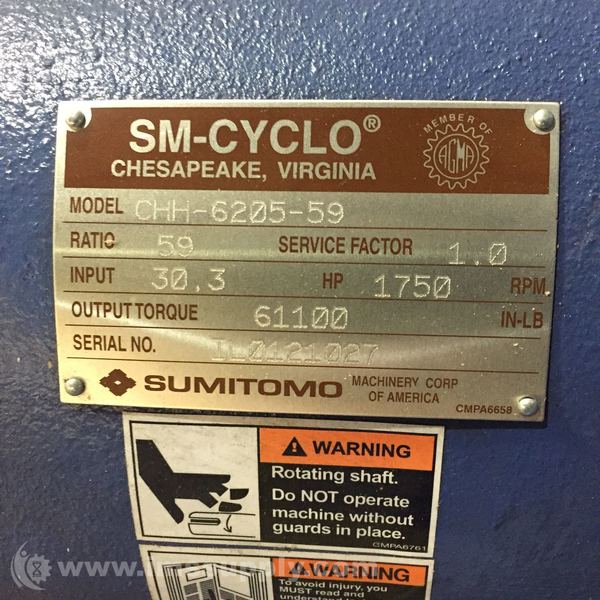 SM-CYCLO®
CHESAPEAKE, VIRGINIA
MEMBER OF
AGMA
MODEL CHH-6205-59
RATIO 59 SERVICE FACTOR 1.0
INPUT 30.3 HP 1750 RPM
OUTPUT TORQUE 61100 IN-LB
SERIAL NO. IL0121027
SUMITOMO MACHINERY CORP
OF AMERICA
CMPA6658
WARNING
Rotating shaft.
Do NOT operate
machine without
guards in place.
CMPA6761
WARNING
To avoid injury, you
MUST read and